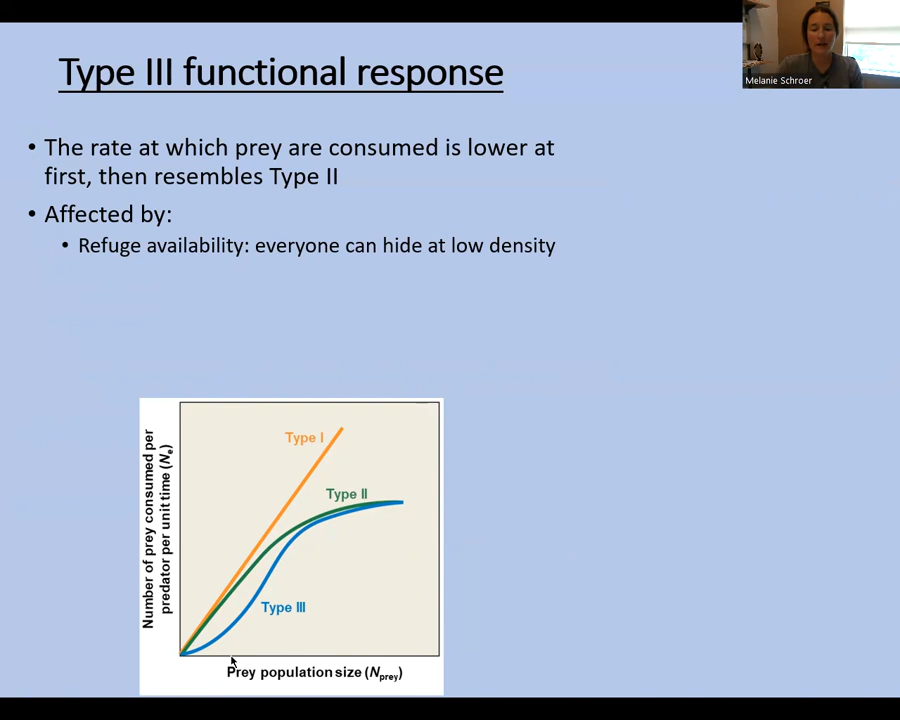 Type III functional response
Melanie Schroer
• The rate at which prey are consumed is lower at
first, then resembles Type II
• Affected by:
• Refuge availability: everyone can hide at low density
Number of prey consumed per
predator per unit time (Ne)
Type I
Type II
Type III
Prey population size (Nprey)